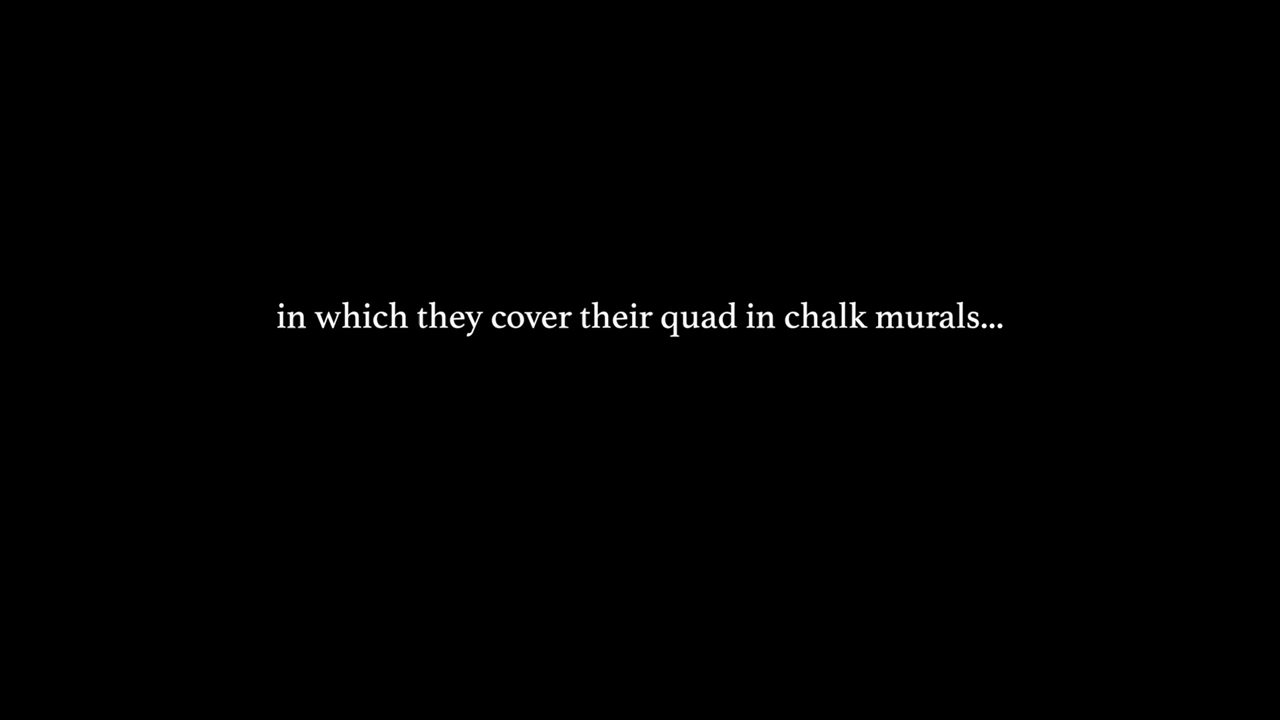 in which they cover their quad in chalk murals...